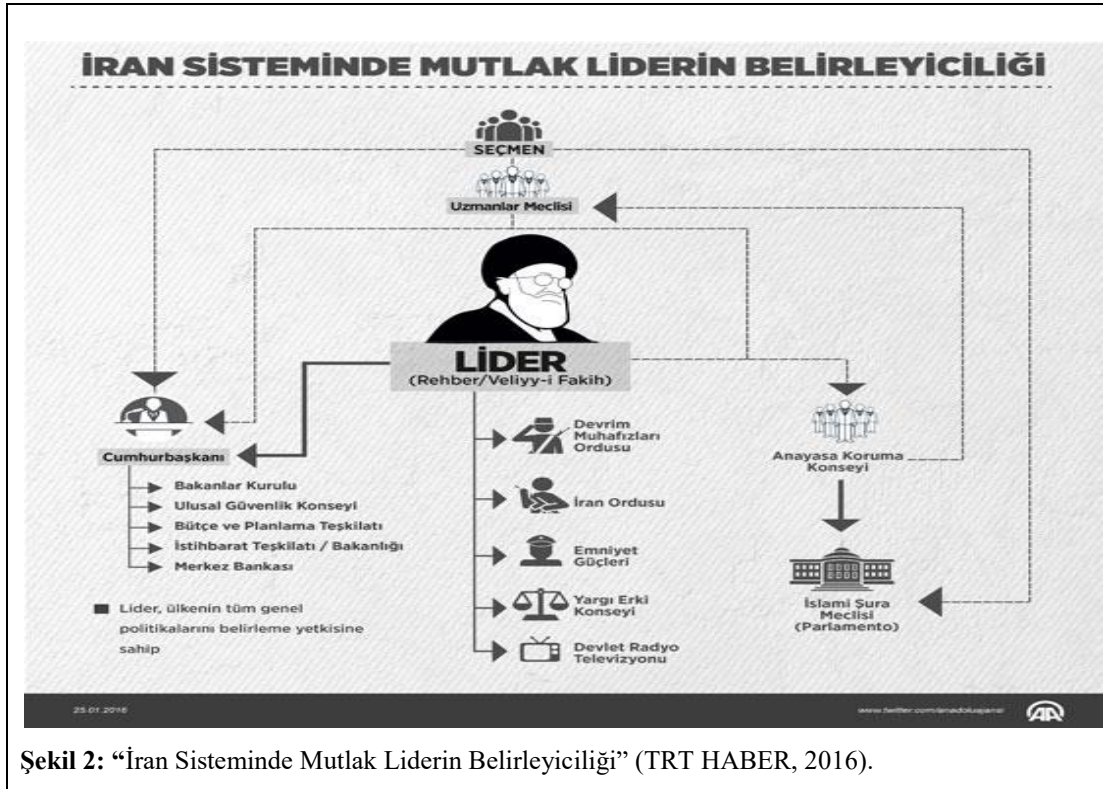 İRAN SİSTEMİNDE MUTLAK LİDERİN BELİRLEYİCİLİĞİ
SEÇMEN
Uzmanlar Meclisi
LİDER
(Rehber/Veliyy-i Fakih)
Cumhurbaşkanı
Bakanlar Kurulu
Ulusal Güvenlik Konseyi
Bütçe ve Planlama Teşkilatı
İstihbarat Teşkilatı / Bakanlığı
Merkez Bankası
Lider, ülkenin tüm genel
politikalarını belirleme yetkisine
sahip
Devrim
Muhafızları
Ordusu
İran Ordusu
Emniyet
Güçleri
Yargı Erki
Konseyi
Devlet Radyo
Televizyonu
Anayasa Koruma
Konseyi
İslami Şura
Meclisi
(Parlamento)
25.01.2016
www.twitter.com/anadoluajansi
AA
Şekil 2: “İran Sisteminde Mutlak Liderin Belirleyiciliği” (TRT HABER, 2016).